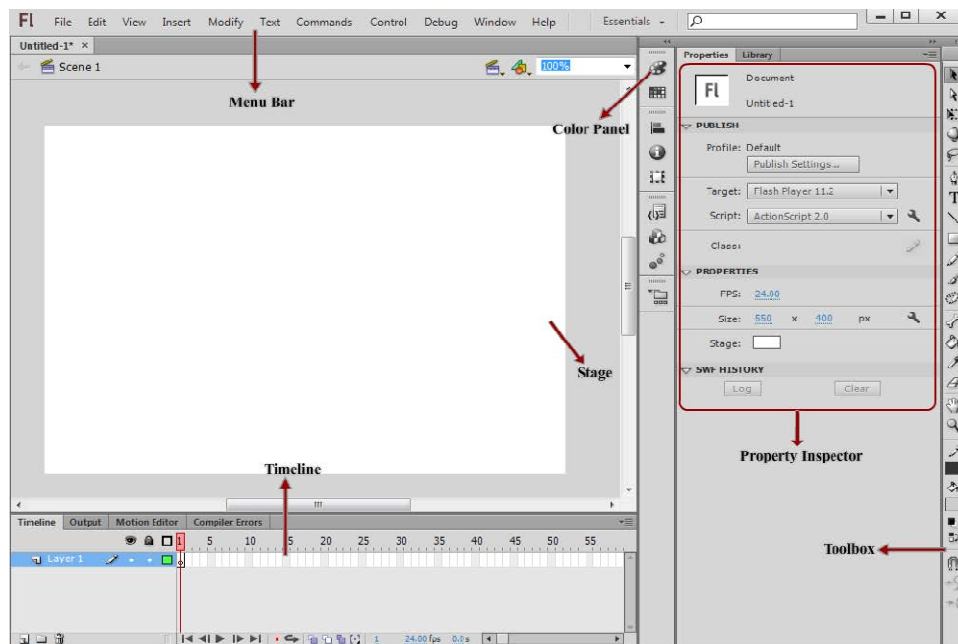 Fl File Edit View Insert Modify Text Commands Control Debug Window Help Essentials
Untitled-1* ×
Scene 1 100%
Menu Bar
Color Panel
Stage
Timeline
Properties Library
Fl
Document
Untitled-1
PUBLISH
Profile: Default
Publish Settings...
Target: Flash Player 11.2
Script: ActionScript 2.0
Class:
PROPERTIES
FPS: 24.00
Size: 550 x 400 px
Stage:
SWF HISTORY
Log Clear
Property Inspector
Toolbox
T
Timeline Output Motion Editor Compiler Errors
1 5 10 15 20 25 30 35 40 45 50 55
Layer 1
1 24.00 fps 0.0 s